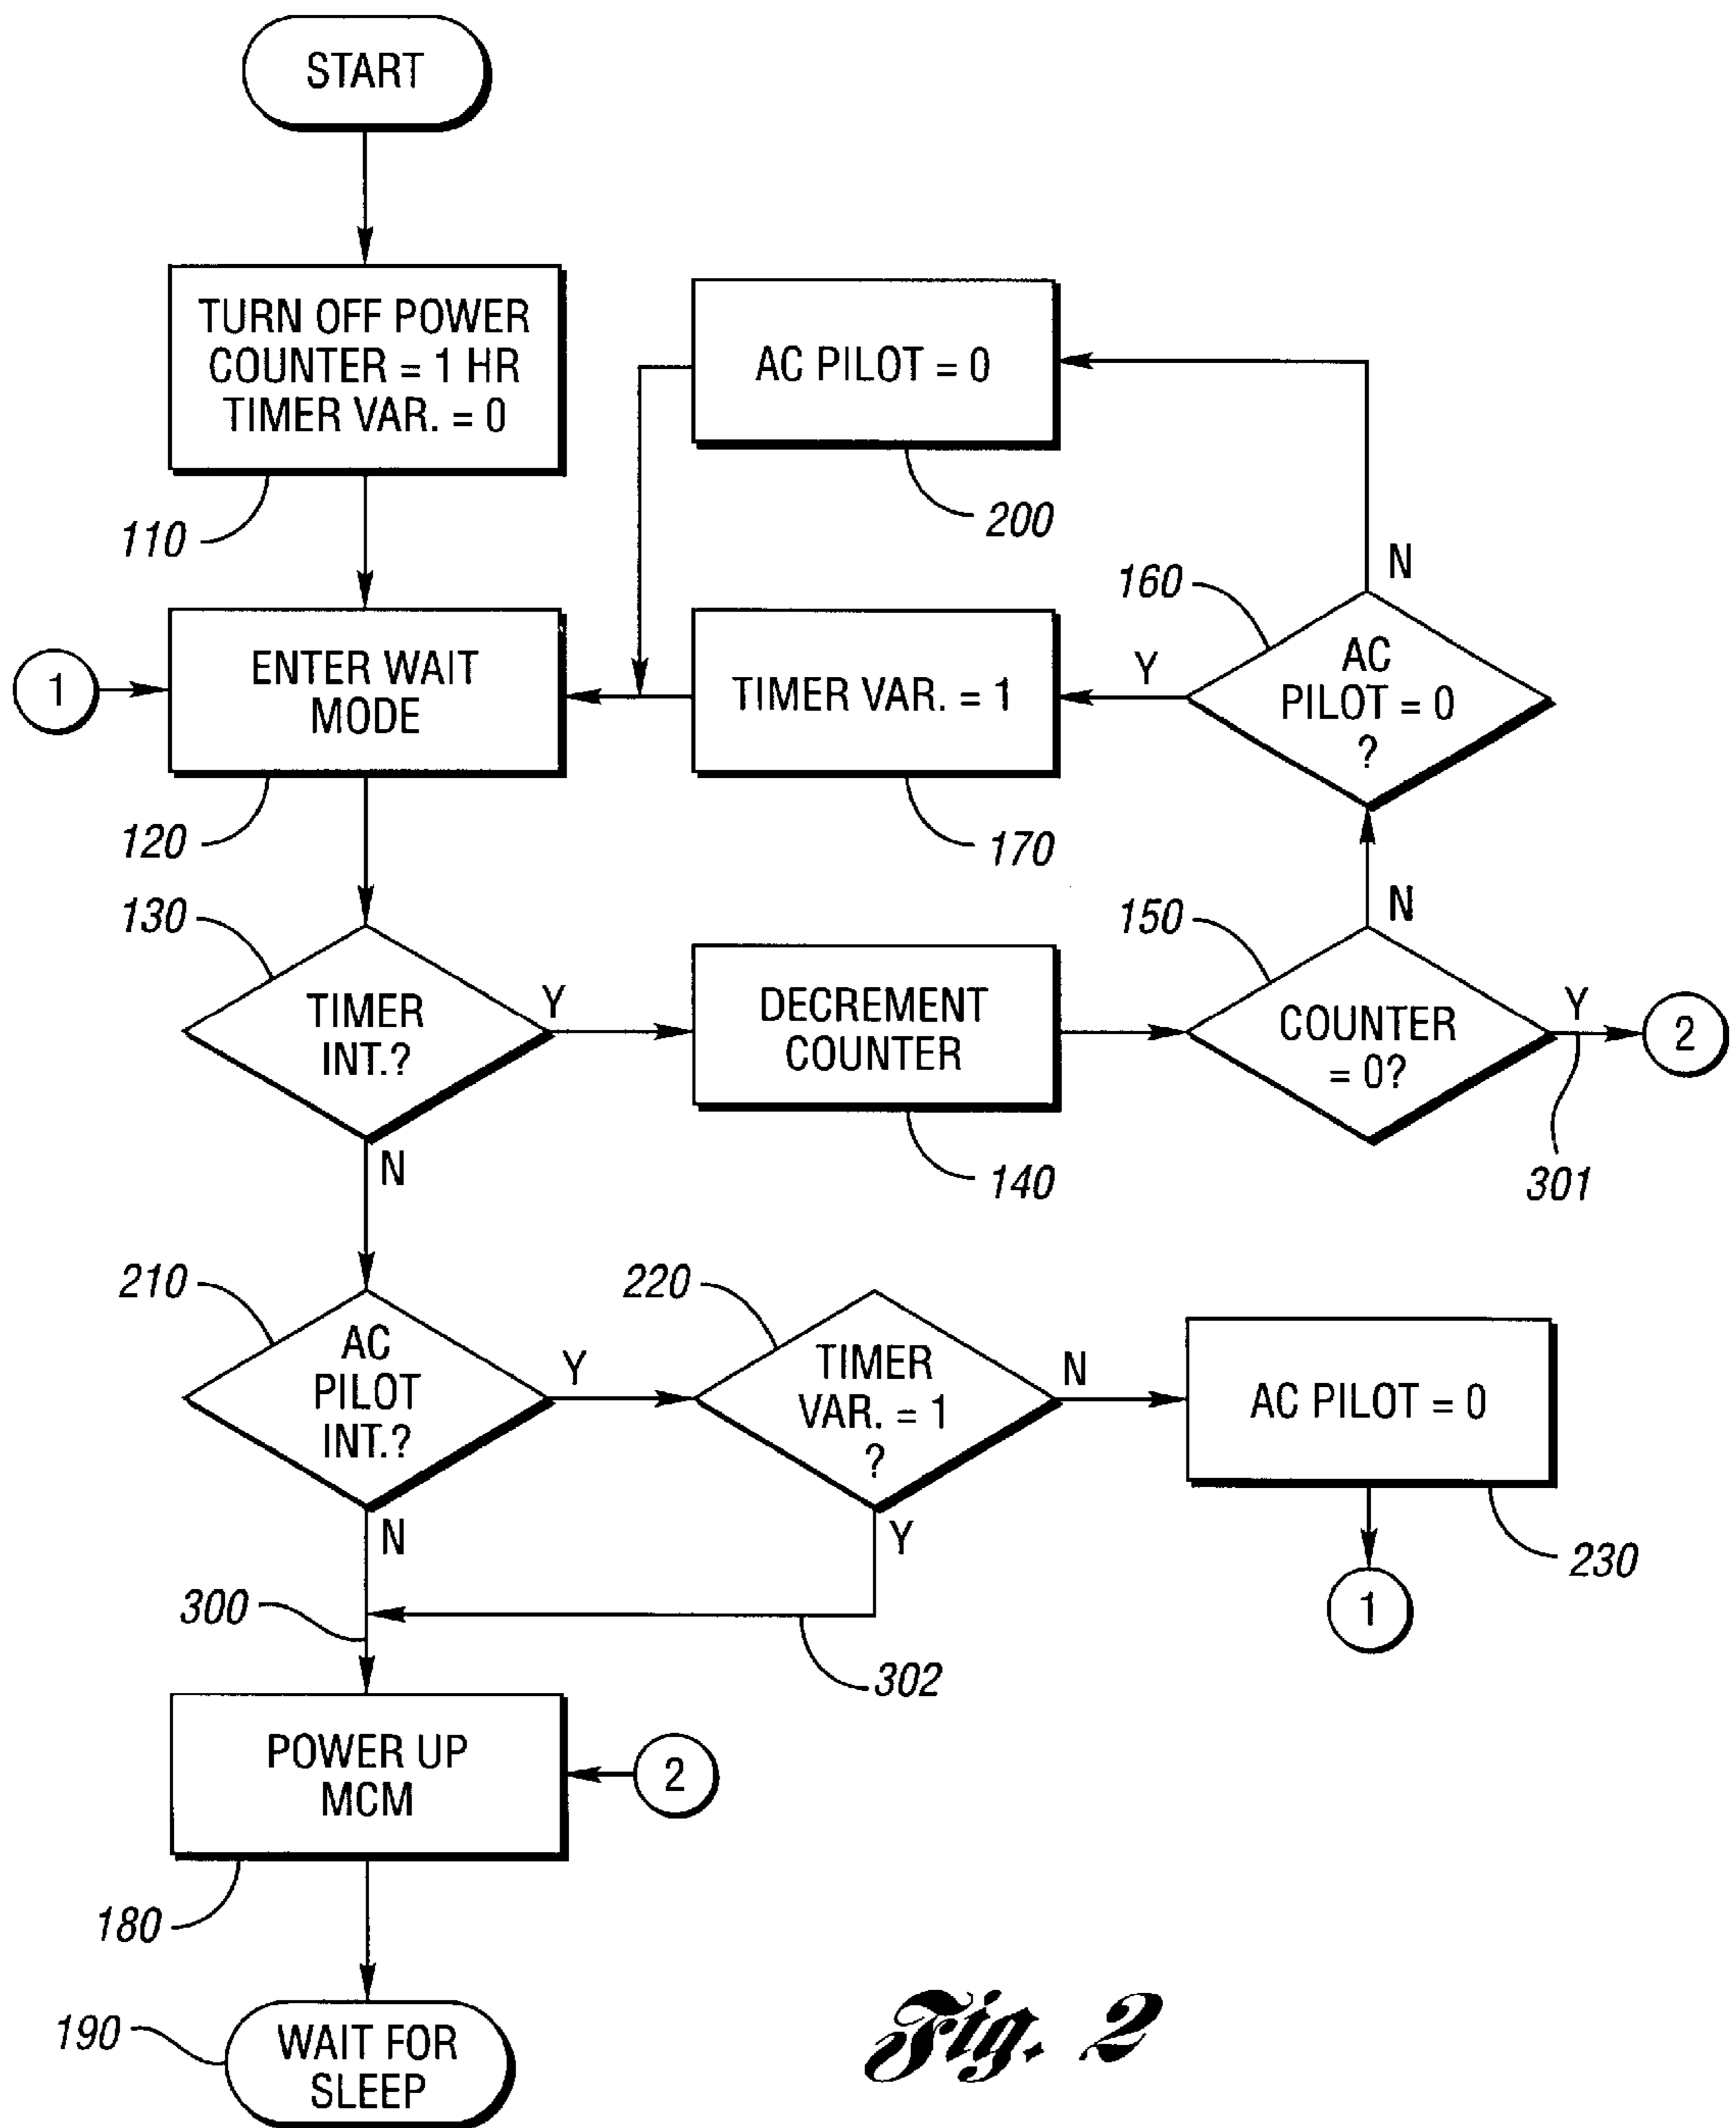 START
TURN OFF POWER
COUNTER = 1 HR
TIMER VAR. = 0
110
AC PILOT = 0
200
1
ENTER WAIT
MODE
120
TIMER VAR. = 1
170
160
AC
PILOT = 0
?
N
Y
130
TIMER
INT.?
Y
N
DECREMENT
COUNTER
140
150
COUNTER
= 0?
N
Y
301
2
210
AC
PILOT
INT.?
Y
N
220
TIMER
VAR. = 1
?
N
Y
AC PILOT = 0
230
1
300
302
POWER UP
MCM
2
180
190
WAIT FOR
SLEEP
Fig. 2